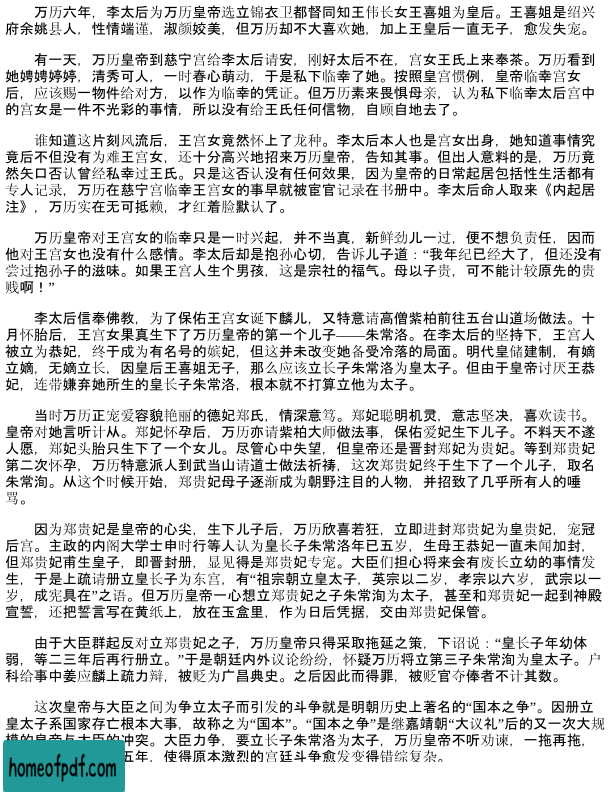 万历六年，李太后为万历皇帝选立锦衣卫都督同知王伟长女王喜姐为皇后。王喜姐是绍兴
府余姚县人，性情端谨，淑颜姣美，但万历却不大喜欢她，加上王皇后一直无子，愈发失宠。
有一天，万历皇帝到慈宁宫给李太后请安，刚好太后不在，宫女王氏上来奉茶。万历看到
她娉娉婷婷，清秀可人，一时春心萌动，于是私下临幸了她。按照皇宫惯例，皇帝临幸宫女
后，应该赐一物件给对方，以作为临幸的凭证。但万历素来畏惧母亲，认为私下临幸太后宫中
的宫女是一件不光彩的事情，所以没有给王氏任何信物，自顾自地去了。
谁知道这片刻风流后，王宫女竟然怀上了龙种。李太后本人也是宫女出身，她知道事情究
竟后不但没有为难王宫女，还十分高兴地招来万历皇帝，告知其事。但出人意料的是，万历竟
然矢口否认曾经私幸过王氏。只是这否认没有任何效果，因为皇帝的日常起居包括性生活都有
专人记录，万历在慈宁宫临幸王宫女的事早就被宦官记录在书册中。李太后命人取来《内起居
注》，万历实在无可抵赖，才红着脸默认了。
万历皇帝对王宫女的临幸只是一时兴起，并不当真，新鲜劲儿一过，便不想负责任，因而
他对王宫女也没有什么感情。李太后却是抱孙心切，告诉儿子道：“我年纪已经大了，但还没有
尝过抱孙子的滋味。如果王宫人生个男孩，这是宗社的福气。母以子贵，可不能计较原先的贵
贱啊！”
李太后信奉佛教，为了保佑王宫女诞下麟儿，又特意请高僧紫柏前往五台山道场做法。十
月怀胎后，王宫女果真生下了万历皇帝的第一个儿子——朱常洛。在李太后的坚持下，王宫人
被立为恭妃，终于成为有名号的嫔妃，但这并未改变她备受冷落的局面。明代皇储建制，有嫡
立嫡，无嫡立长，因皇后王喜姐无子，那么应该立长子朱常洛为皇太子。但由于皇帝讨厌王恭
妃，连带嫌弃她所生的皇长子朱常洛，根本就不打算立他为太子。
当时万历正宠爱容貌艳丽的德妃郑氏，情深意笃。郑妃聪明机灵，意志坚决，喜欢读书。
皇帝对她言听计从。郑妃怀孕后，万历亦请紫柏大师做法事，保佑爱妃生下儿子。不料天不遂
人愿，郑妃头胎只生下了一个女儿。尽管心中失望，但皇帝还是晋封郑妃为贵妃。等到郑贵妃
第二次怀孕，万历特意派人到武当山请道士做法祈祷，这次郑贵妃终于生下了一个儿子，取名
朱常洵。从这个时候开始，郑贵妃母子逐渐成为朝野注目的人物，并招致了几乎所有人的唾
骂。
因为郑贵妃是皇帝的心尖，生下儿子后，万历欣喜若狂，立即进封郑贵妃为皇贵妃，宠冠
后宫。主政的内阁大学士申时行等人认为皇长子朱常洛年已五岁，生母王恭妃一直未闻加封，
但郑贵妃甫生皇子，即晋封册，显见得是郑贵妃专宠。大臣们担心将来会有废长立幼的事情发
生，于是上疏请册立皇长子为东宫，有“祖宗朝立皇太子，英宗以二岁，孝宗以六岁，武宗以一
岁，成宪具在”之语。但万历皇帝一心想立郑贵妃之子朱常洵为太子，甚至和郑贵妃一起到神殿
宣誓，还把誓言写在黄纸上，放在玉盒里，作为日后凭据，交由郑贵妃保管。
由于大臣群起反对立郑贵妃之子，万历皇帝只得采取拖延之策，下诏说：“皇长子年幼体
弱，等二三年后再行册立。”于是朝廷内外议论纷纷，怀疑万历将立第三子朱常洵为皇太子。户
科给事中姜应麟上疏力辩，被贬为广昌典史。之后因此而得罪，被贬官夺俸者不计其数。
这次皇帝与大臣之间为争立太子而引发的斗争就是明朝历史上著名的“国本之争”。因册立
皇太子系国家存亡根本大事，故称之为“国本”。“国本之争”是继嘉靖朝“大议礼”后的又一次大规
模的皇帝与大臣的冲突。大臣力争，要立长子朱常洛为太子，万历皇帝不听劝谏，一拖再拖，
五年，使得原本激烈的宫廷斗争愈发变得错综复杂。
homeofpdf.com